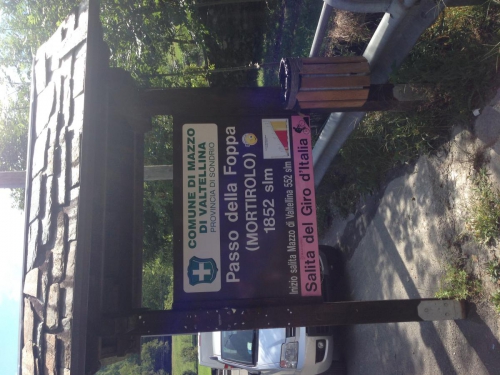 COMUNE DI MAZZO
DI VALTELLINA
PROVINCIA DI SONDRIO
Passo della Foppa
(MORTIROLO)
1852 slm
Inizio salita Mazzo di Valtellina 552 slm
Salita del Giro d'Italia